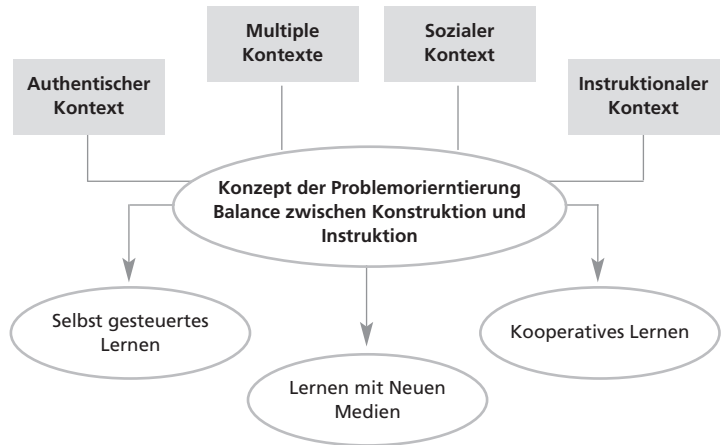 Multiple
Kontexte
Sozialer
Kontext
Authentischer
Kontext
Instruktionaler
Kontext
Konzept der Problemorierntierung
Balance zwischen Konstruktion und
Instruktion
Selbst gesteuertes
Lernen
Kooperatives Lernen
Lernen mit Neuen
Medien